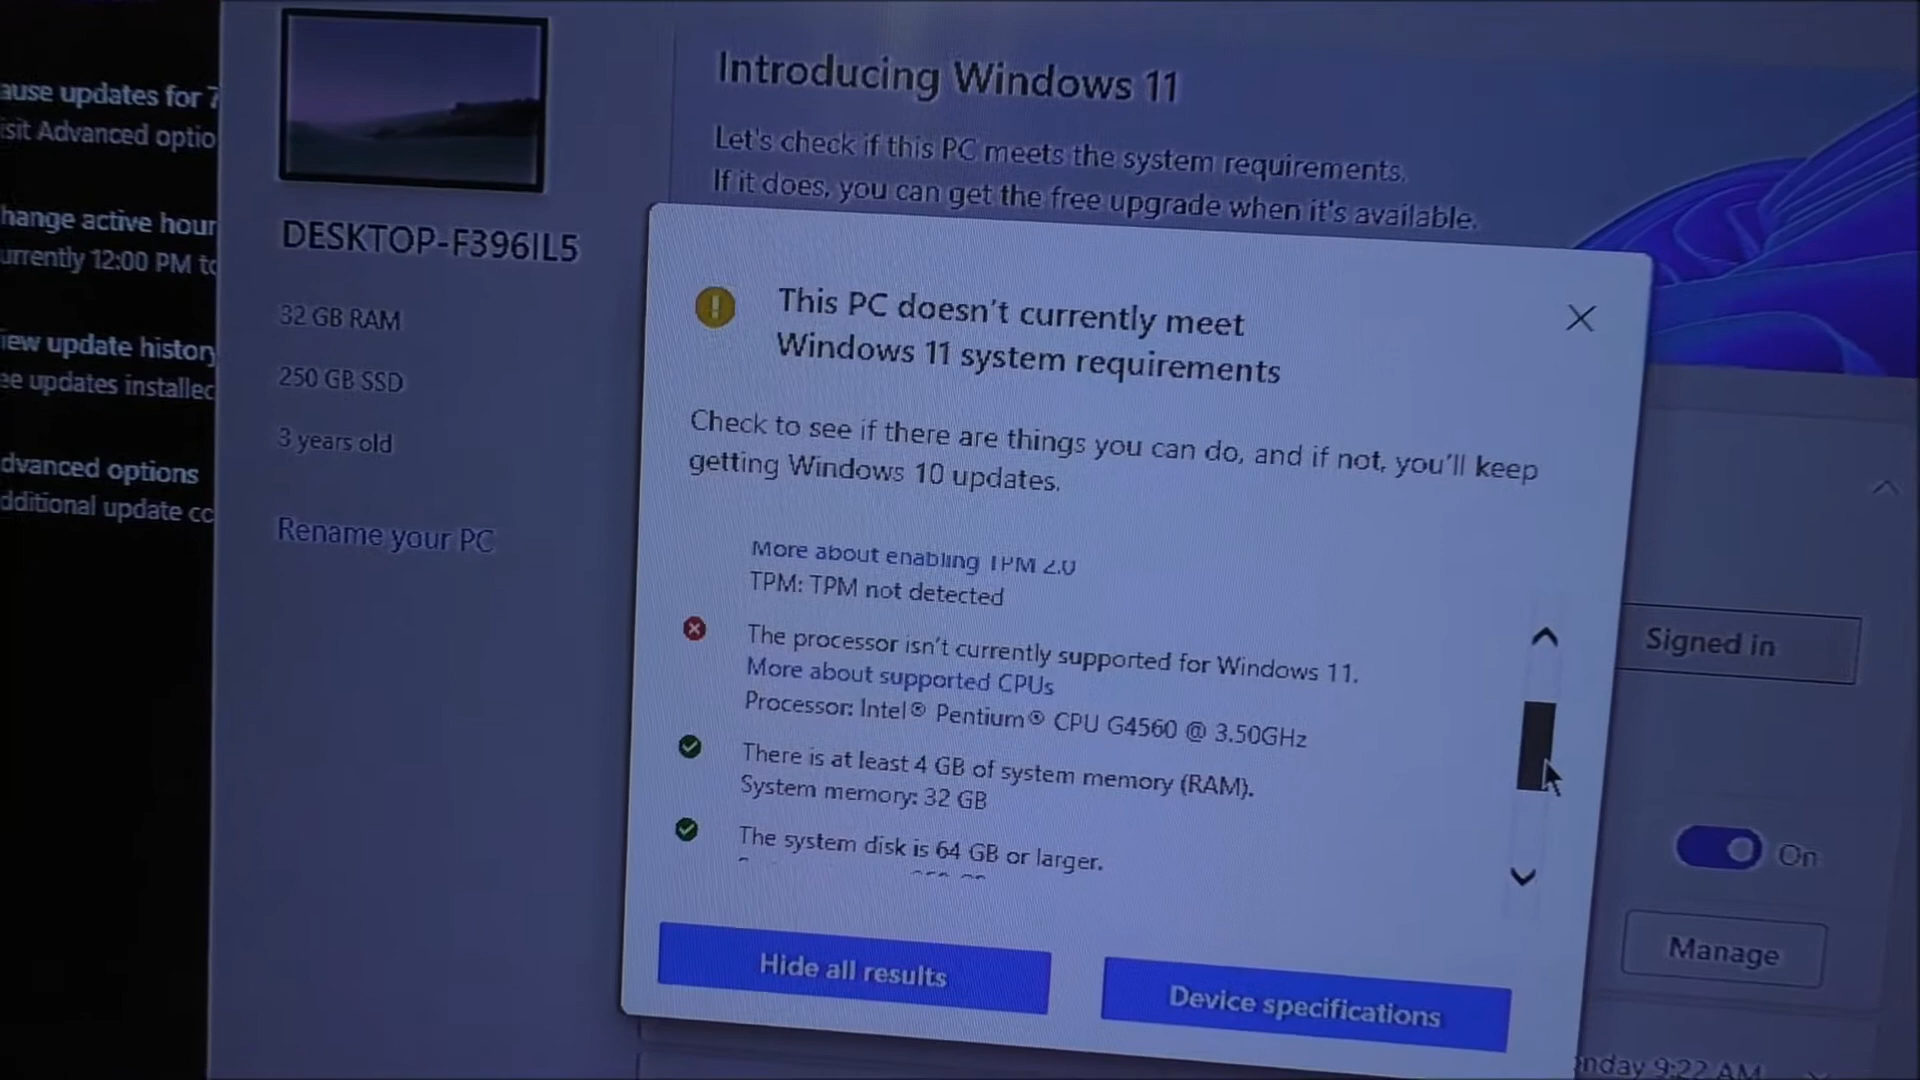 ause updates for 7
isit Advanced optio
hange active hour
urrently 12:00 PM to
iew update history
ee updates installed
dvanced options
dditional update co
DESKTOP-F396IL5
32 GB RAM
250 GB SSD
3 years old
Rename your PC
Introducing Windows 11
Let's check if this PC meets the system requirements.
If it does, you can get the free upgrade when it's available.
This PC doesn't currently meet
Windows 11 system requirements
Check to see if there are things you can do, and if not, you'll keep
getting Windows 10 updates.
More about enabling TPM 2.0
TPM: TPM not detected
The processor isn't currently supported for Windows 11.
More about supported CPUs
Processor: Intel® Pentium® CPU G4560 @ 3.50GHz
There is at least 4 GB of system memory (RAM).
System memory: 32 GB
The system disk is 64 GB or larger.
Hide all results
Device specifications
Signed in
On
Manage
nday 9:22 AM